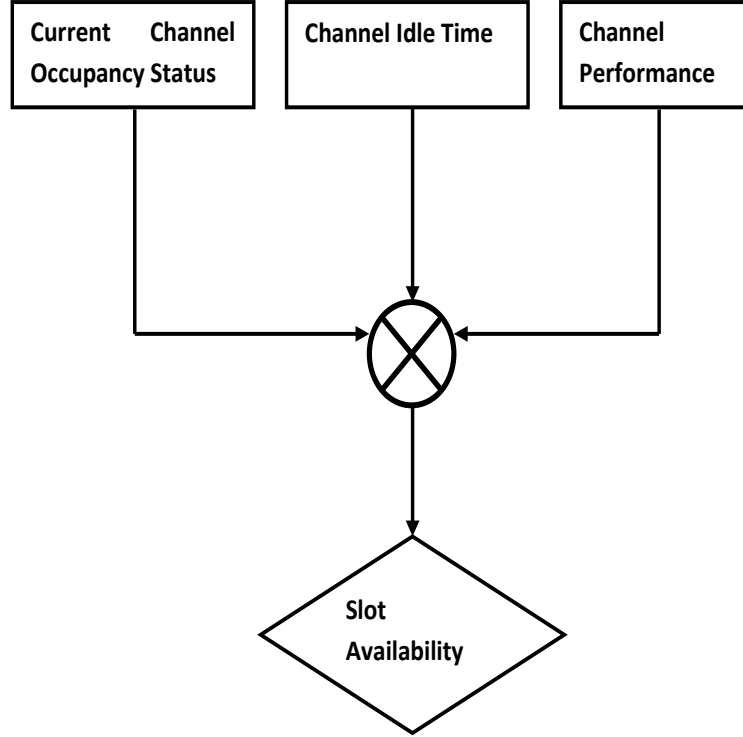 Current Channel
Occupancy Status
Channel Idle Time
Channel
Performance
Slot
Availability